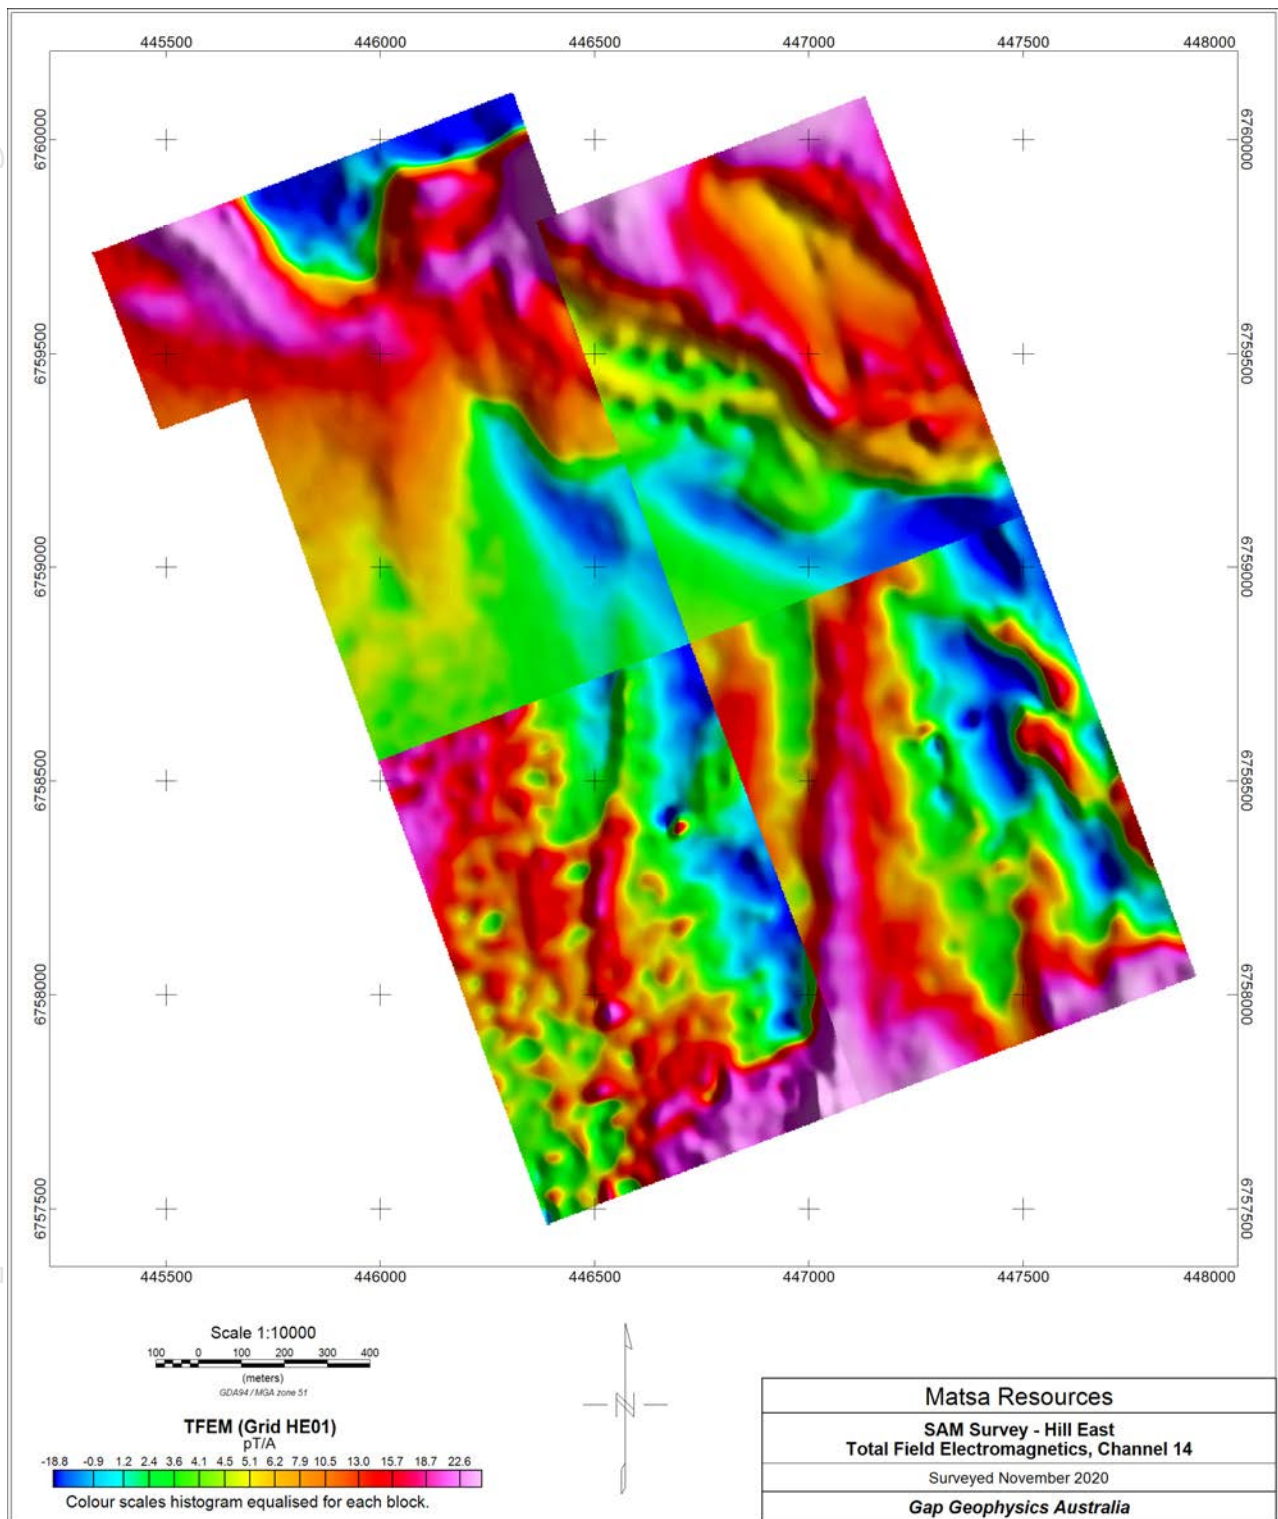 445500 446000 446500 447000 447500 448000
6760000 6760000
6759500 6759500
6759000 6759000
6758500 6758500
6758000 6758000
6757500 6757500
445500 446000 446500 447000 447500 448000
Scale 1:10000
100 0 100 200 300 400
(meters)
GDA94 / MGA zone 51
TFEM (Grid HE01)
pT/A
-18.8 -0.9 1.2 2.4 3.6 4.1 4.5 5.1 6.2 7.9 10.5 13.0 15.7 18.7 22.6
Colour scales histogram equalised for each block.
N
Matsa Resources
SAM Survey - Hill East
Total Field Electromagnetics, Channel 14
Surveyed November 2020
Gap Geophysics Australia